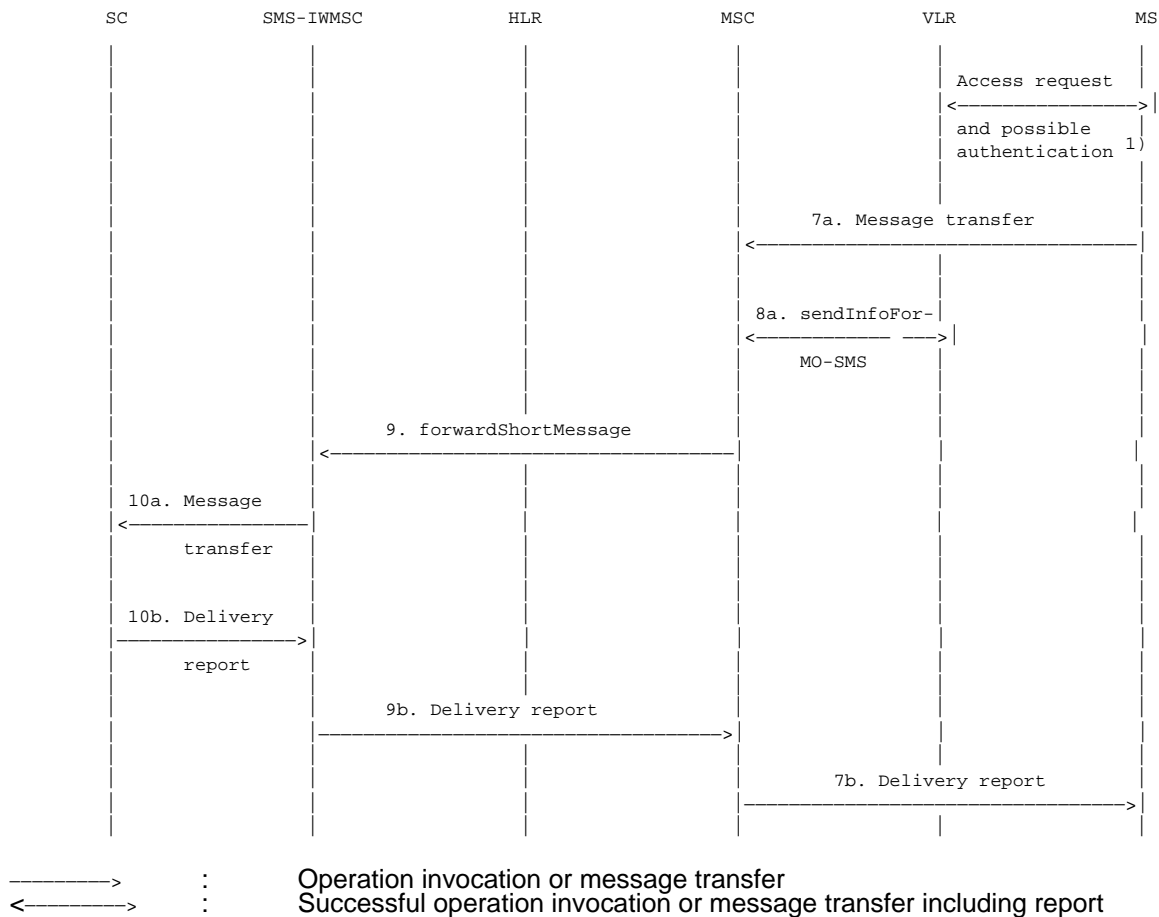 SC SMS-IWMSC HLR MSC VLR MS
Access request
and possible
authentication 1)
7a. Message transfer
8a. sendInfoFor-
MO-SMS
9. forwardShortMessage
10a. Message
transfer
10b. Delivery
report
9b. Delivery report
7b. Delivery report
: Operation invocation or message transfer
: Successful operation invocation or message transfer including report